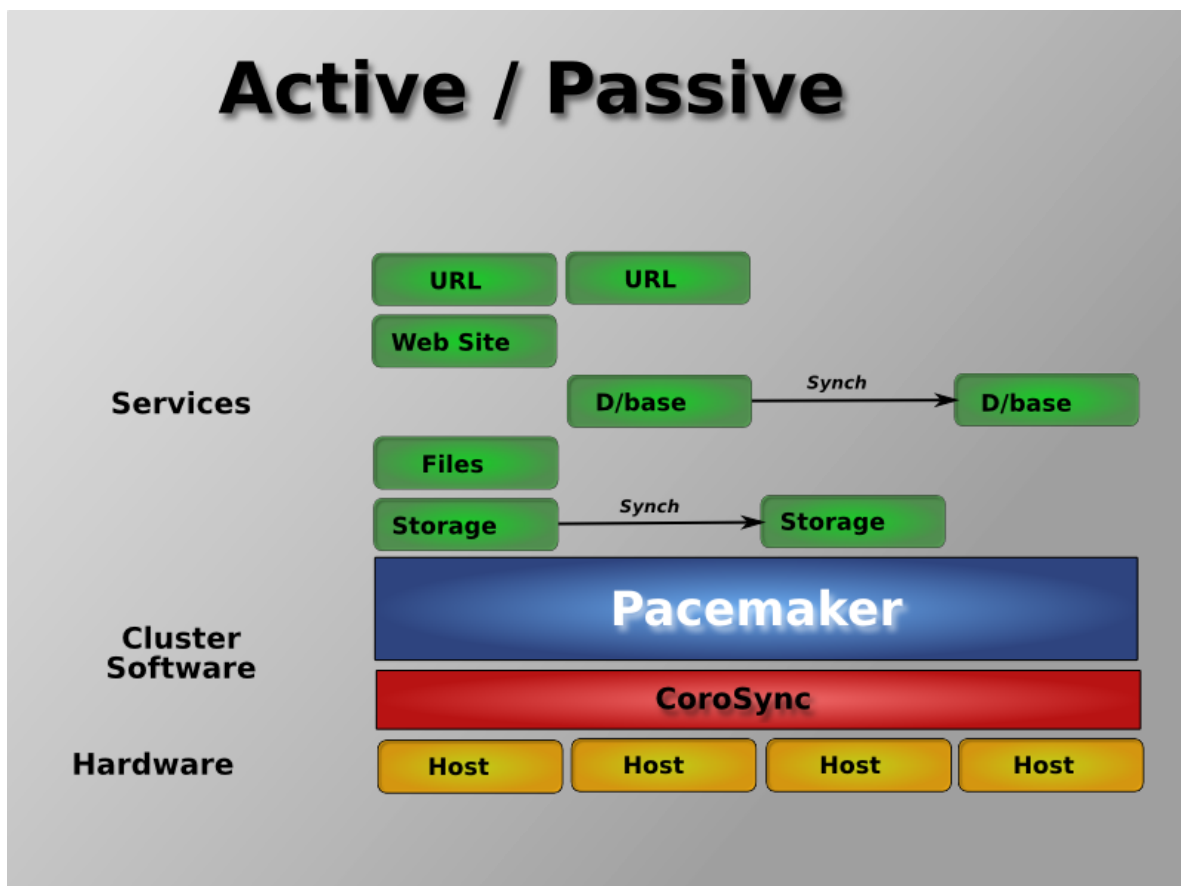 Active / Passive
URL
URL
Web Site
Services
D/base
Synch
D/base
Files
Storage
Synch
Storage
Pacemaker
Cluster
Software
CoroSync
Hardware
Host
Host
Host
Host